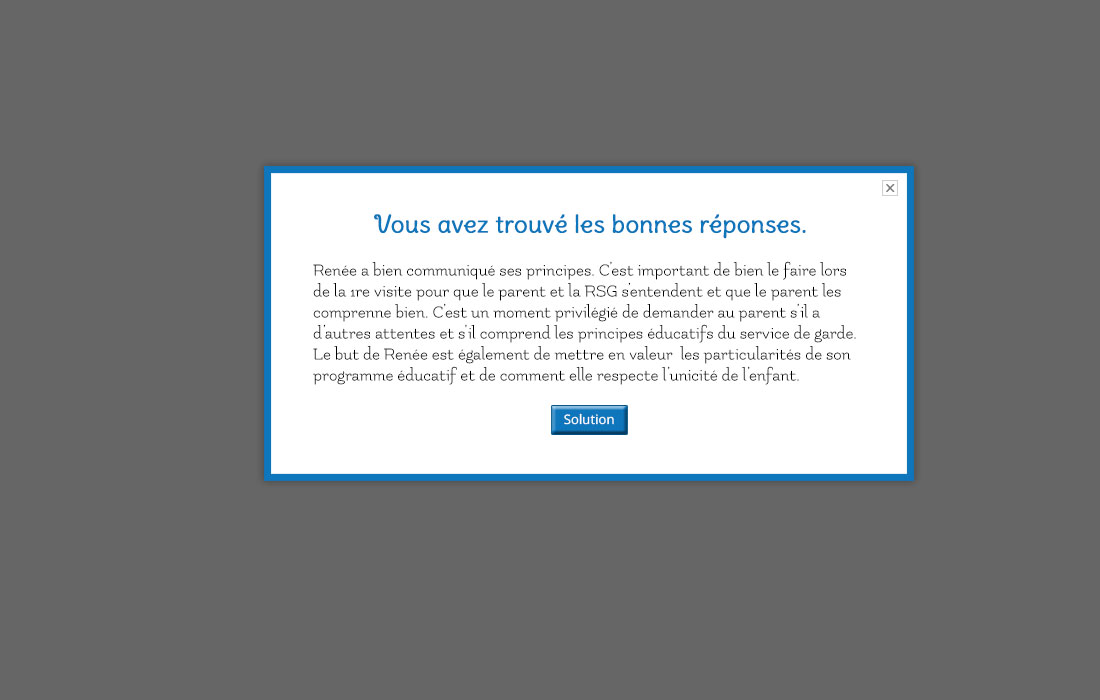 Vous avez trouvé les bonnes réponses.
Renée a bien communiqué ses principes. C'est important de bien le faire lors
de la 1re visite pour que le parent et la RSG s'entendent et que le parent les
comprenne bien. C'est un moment privilégié de demander au parent s'il a
d'autres attentes et s'il comprend les principes éducatifs du service de garde.
Le but de Renée est également de mettre en valeur  les particularités de son
programme éducatif et de comment elle respecte l'unicité de l'enfant.
Solution